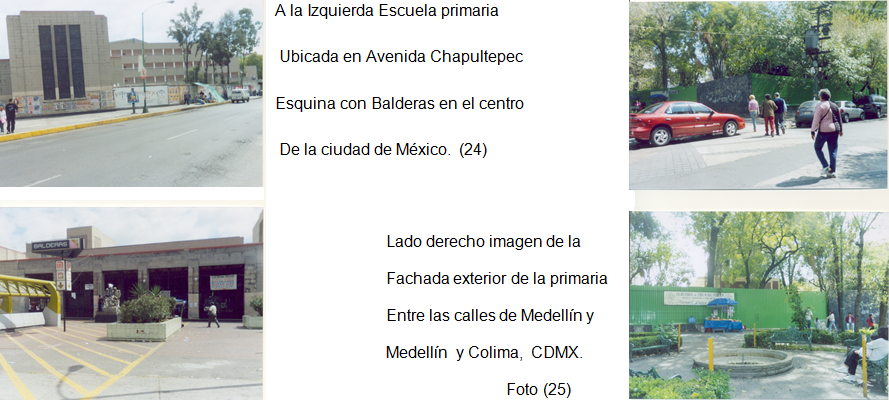 A la Izquierda Escuela primaria
Ubicada en Avenida Chapultepec
Esquina con Balderas en el centro
De la ciudad de México. (24)
BALDERAS
Lado derecho imagen de la
Fachada exterior de la primaria
Entre las calles de Medellín y
Medellín y Colima, CDMX.
Foto (25)